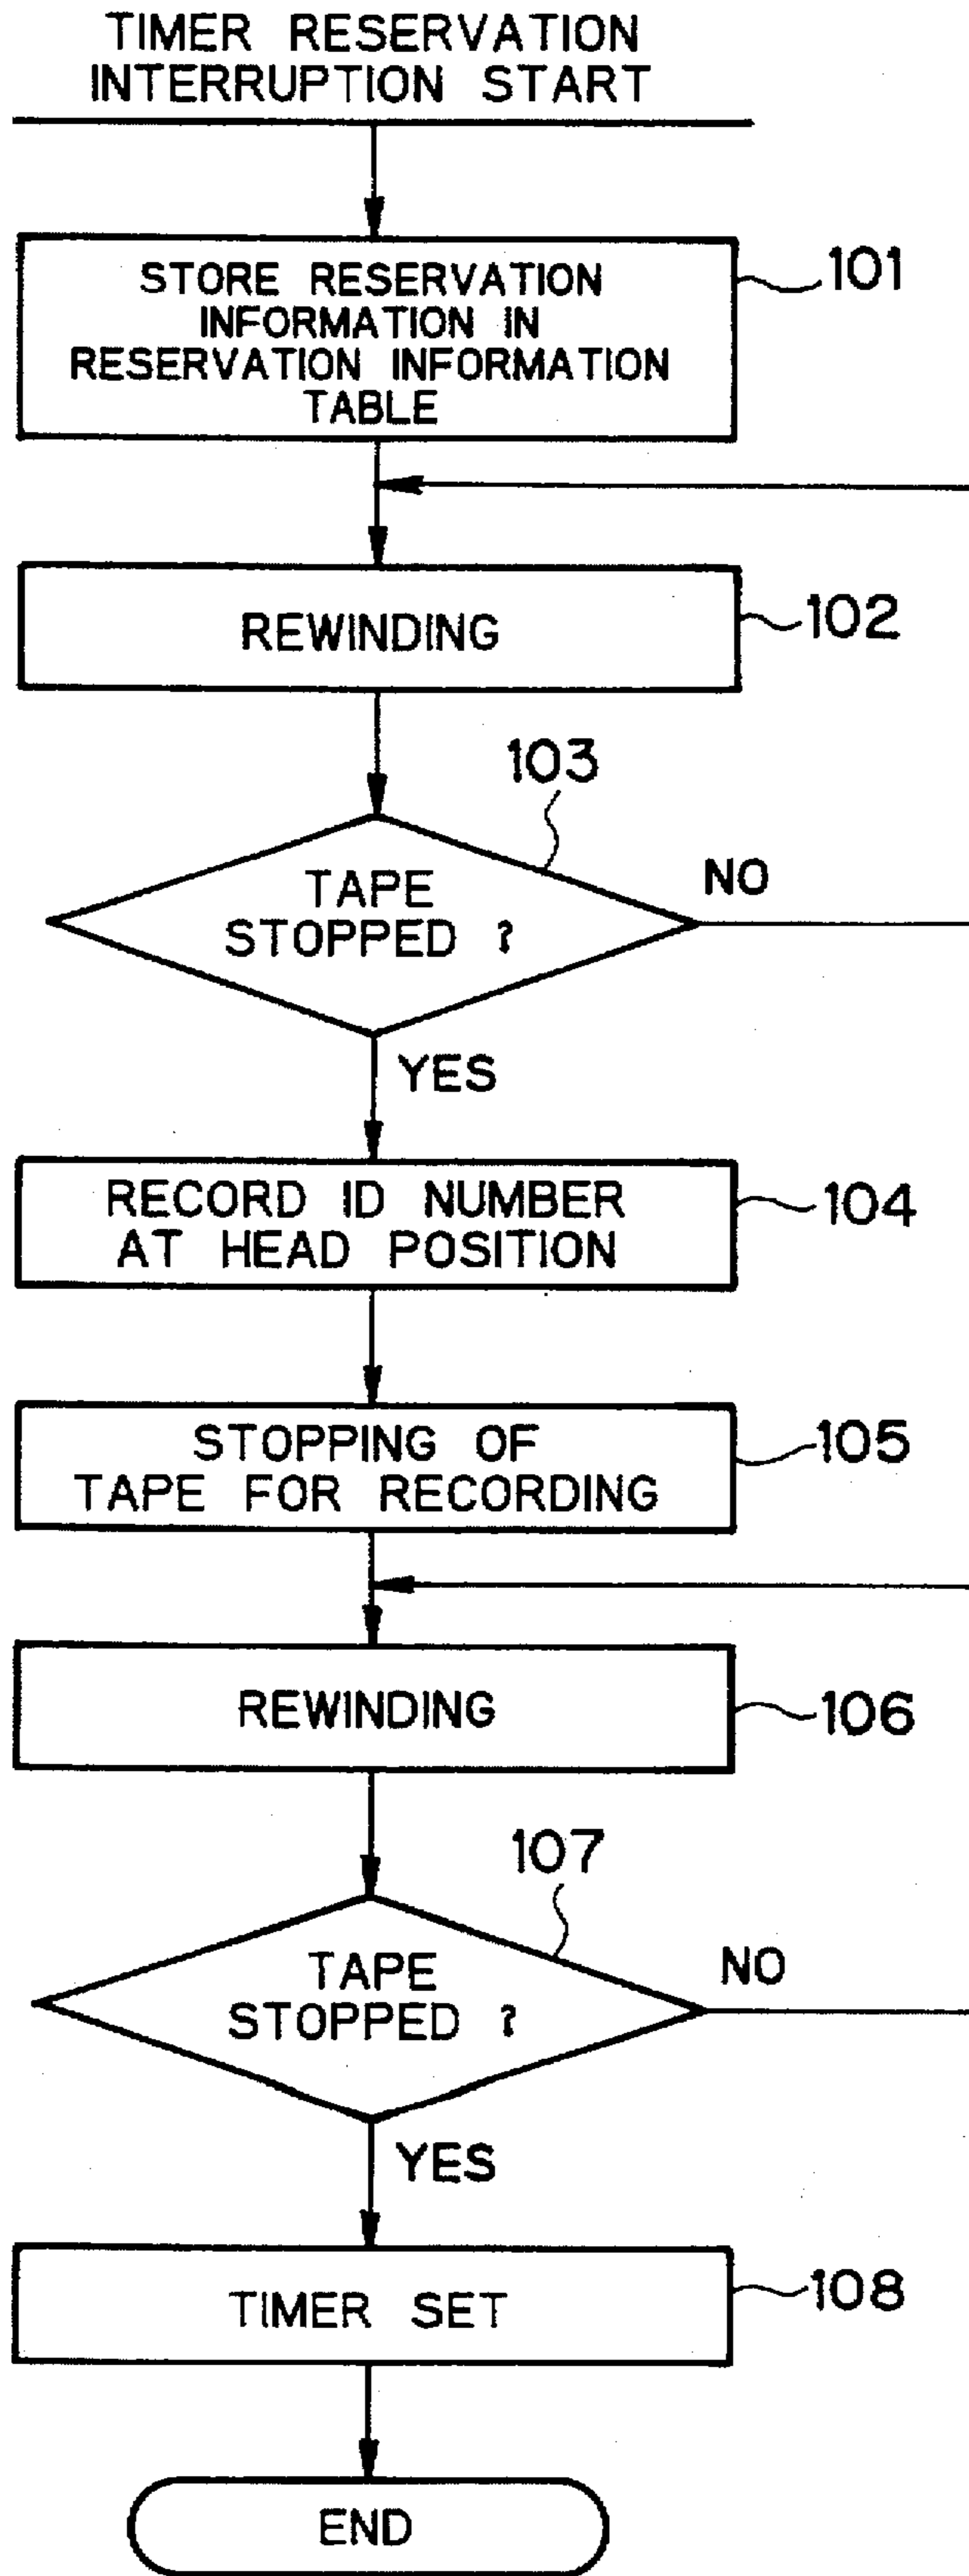 TIMER RESERVATION
INTERRUPTION START
STORE RESERVATION
INFORMATION IN
RESERVATION INFORMATION
TABLE
101
REWINDING
102
103
TAPE
STOPPED ?
NO
YES
RECORD ID NUMBER
AT HEAD POSITION
104
STOPPING OF
TAPE FOR RECORDING
105
REWINDING
106
107
TAPE
STOPPED ?
NO
YES
TIMER SET
108
END